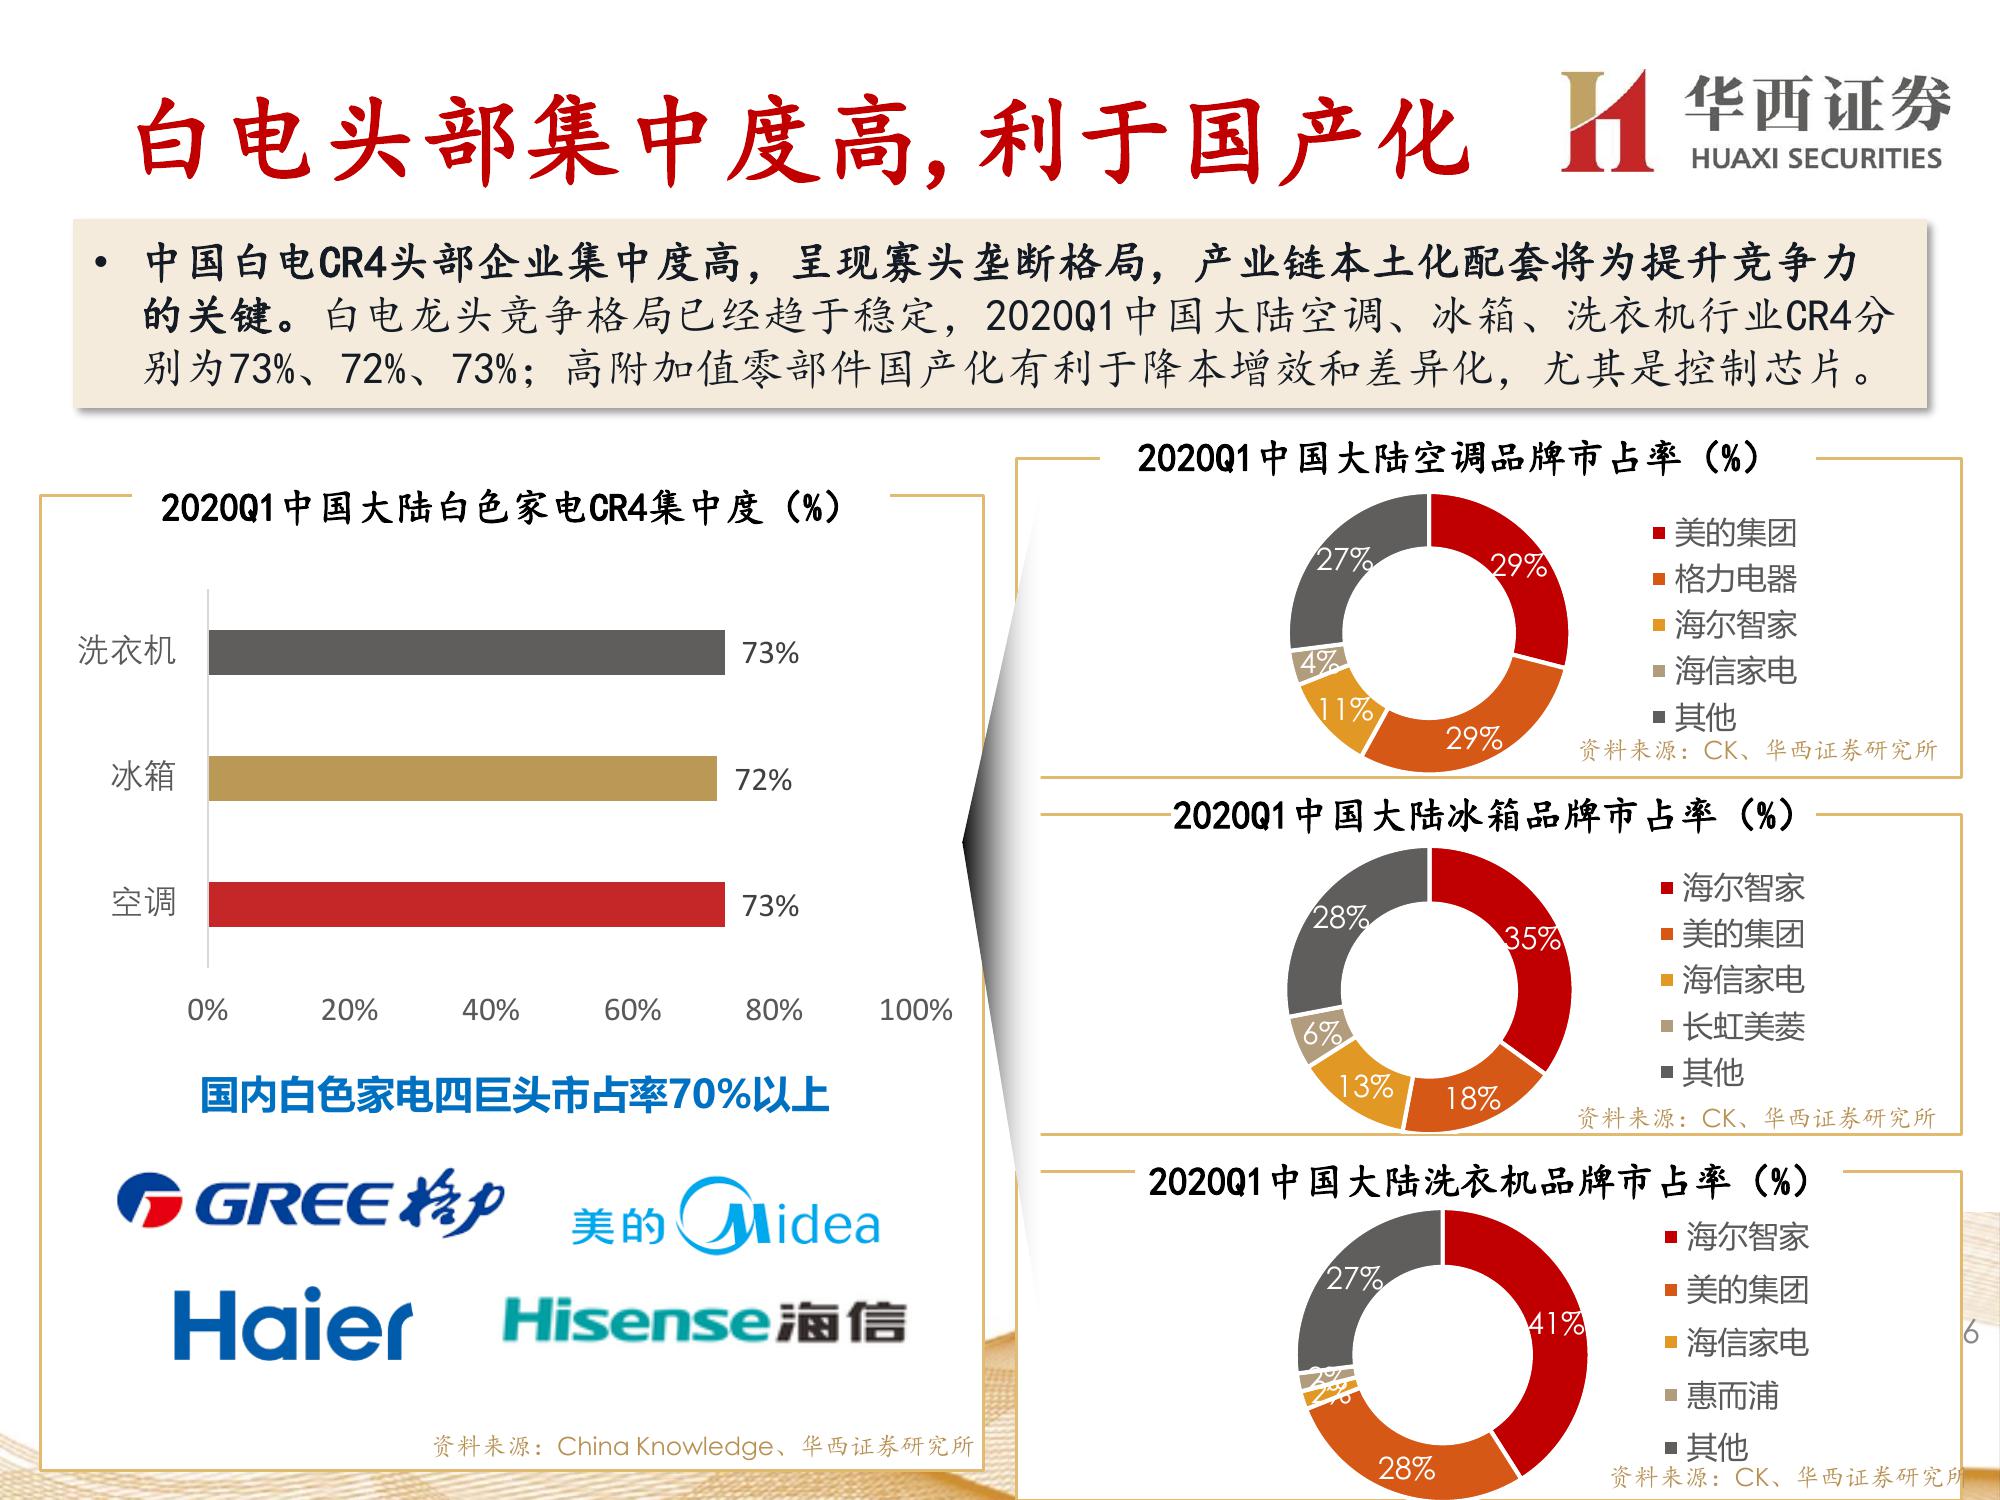 白电头部集中度高,利于国产化
华西证券
HUAXI SECURITIES
• 中国白电CR4头部企业集中度高，呈现寡头垄断格局，产业链本土化配套将为提升竞争力
的关键。白电龙头竞争格局已经趋于稳定，2020Q1中国大陆空调、冰箱、洗衣机行业CR4分
别为73%、72%、73%；高附加值零部件国产化有利于降本增效和差异化，尤其是控制芯片。
2020Q1中国大陆白色家电CR4集中度（%）
洗衣机
73%
冰箱
72%
空调
73%
0%
20%
40%
60%
80%
100%
国内白色家电四巨头市占率70%以上
GREE格力
美的Midea
Haier
Hisense海信
资料来源：China Knowledge、华西证券研究所
2020Q1中国大陆空调品牌市占率（%）
27%
29%
4%
11%
29%
美的集团
格力电器
海尔智家
海信家电
其他
资料来源：CK、华西证券研究所
2020Q1中国大陆冰箱品牌市占率（%）
28%
35%
6%
13%
18%
海尔智家
美的集团
海信家电
长虹美菱
其他
资料来源：CK、华西证券研究所
2020Q1中国大陆洗衣机品牌市占率（%）
27%
41%
2%
2%
28%
海尔智家
美的集团
海信家电
惠而浦
其他
资料来源：CK、华西证券研究所
6